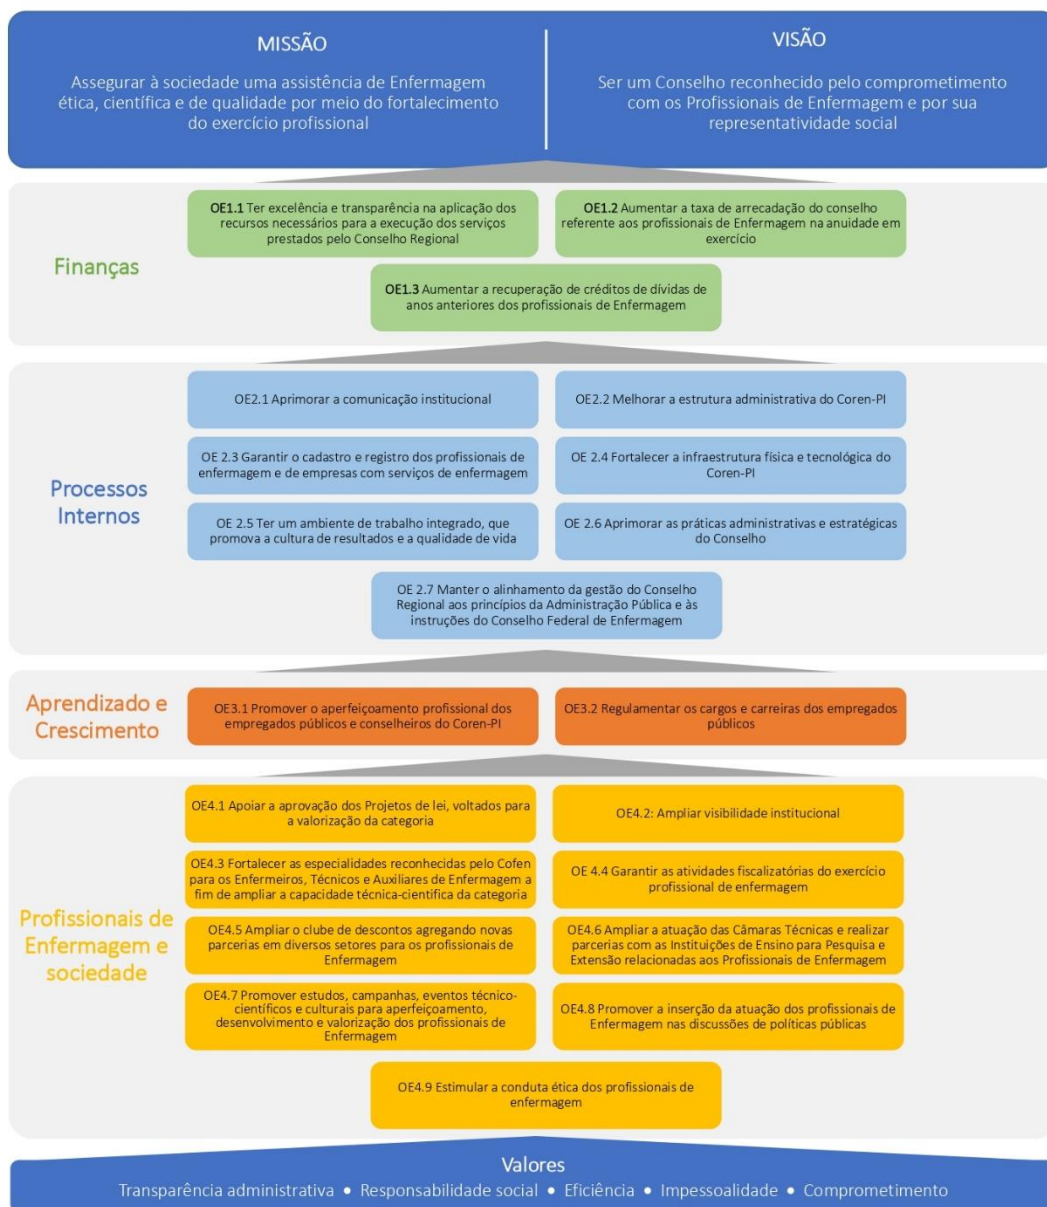 MISSÃO
Assegurar à sociedade uma assistência de Enfermagem
ética, científica e de qualidade por meio do fortalecimento
do exercício profissional
VISÃO
Ser um Conselho reconhecido pelo comprometimento
com os Profissionais de Enfermagem e por sua
representatividade social
Finanças
OE1.1 Ter excelência e transparência na aplicação dos
recursos necessários para a execução dos serviços
prestados pelo Conselho Regional
OE1.2 Aumentar a taxa de arrecadação do conselho
referente aos profissionais de Enfermagem na anuidade em
exercício
OE1.3 Aumentar a recuperação de créditos de dívidas de
anos anteriores dos profissionais de Enfermagem
Processos
Internos
OE2.1 Aprimorar a comunicação institucional
OE2.2 Melhorar a estrutura administrativa do Coren-PI
OE 2.3 Garantir o cadastro e registro dos profissionais de
enfermagem e de empresas com serviços de enfermagem
OE 2.4 Fortalecer a infraestrutura física e tecnológica do
Coren-PI
OE 2.5 Ter um ambiente de trabalho integrado, que
promova a cultura de resultados e a qualidade de vida
OE 2.6 Aprimorar as práticas administrativas e estratégicas
do Conselho
OE 2.7 Manter o alinhamento da gestão do Conselho
Regional aos princípios da Administração Pública e às
instruções do Conselho Federal de Enfermagem
Aprendizado e
Crescimento
OE3.1 Promover o aperfeiçoamento profissional dos
empregados públicos e conselheiros do Coren-PI
OE3.2 Regulamentar os cargos e carreiras dos empregados
públicos
Profissionais de
Enfermagem e
sociedade
OE4.1 Apoiar a aprovação dos Projetos de lei, voltados para
a valorização da categoria
OE4.2: Ampliar visibilidade institucional
OE4.3 Fortalecer as especialidades reconhecidas pelo Cofen
para os Enfermeiros, Técnicos e Auxiliares de Enfermagem a
fim de ampliar a capacidade técnica-científica da categoria
OE 4.4 Garantir as atividades fiscalizatórias do exercício
profissional de enfermagem
OE4.5 Ampliar o clube de descontos agregando novas
parcerias em diversos setores para os profissionais de
Enfermagem
OE4.6 Ampliar a atuação das Câmaras Técnicas e realizar
parcerias com as Instituições de Ensino para Pesquisa e
Extensão relacionadas aos Profissionais de Enfermagem
OE4.7 Promover estudos, campanhas, eventos técnico-
científicos e culturais para aperfeiçoamento,
desenvolvimento e valorização dos profissionais de
Enfermagem
OE4.8 Promover a inserção da atuação dos profissionais de
Enfermagem nas discussões de políticas públicas
OE4.9 Estimular a conduta ética dos profissionais de
enfermagem
Valores
Transparência administrativa • Responsabilidade social • Eficiência • Impessoalidade • Comprometimento